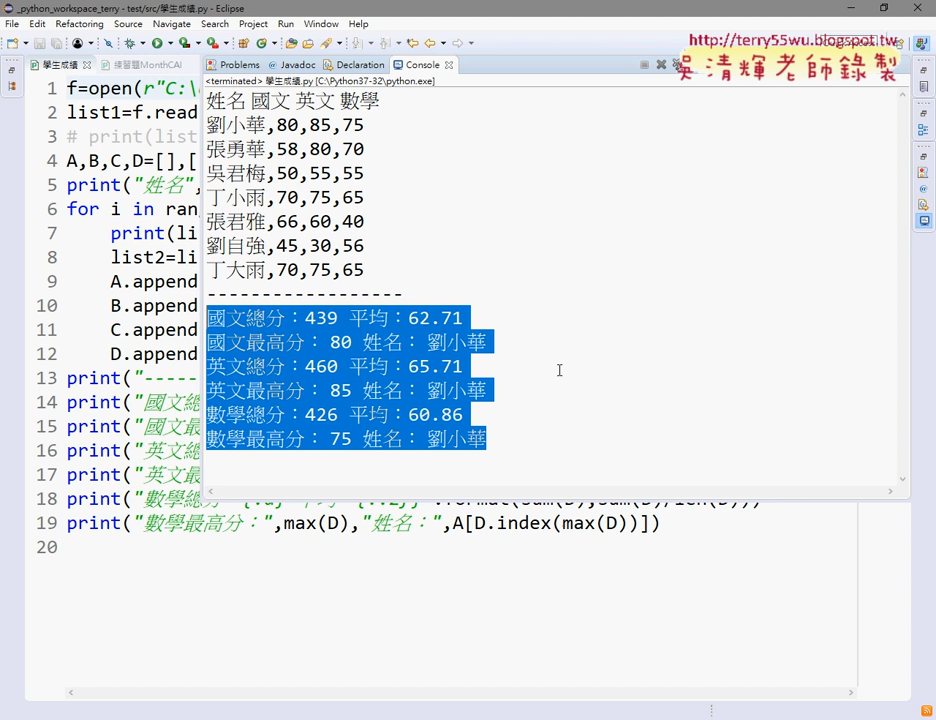 _python_workspace_terry - test/src/學生成績.py - Eclipse
File Edit Refactoring Source Navigate Search Project Run Window Help
http://terry55wu.blogspot.tw
吳清輝老師錄製
學生成績 練習題MonthCAl
Problems Javadoc Declaration Console
<terminated> 學生成績.py [C:\Python37-32\python.exe]
姓名 國文 英文 數學
劉小華,80,85,75
張勇華,58,80,70
吳君梅,50,55,55
丁小雨,70,75,65
張君雅,66,60,40
劉自強,45,30,56
丁大雨,70,75,65
------------------
國文總分：439 平均：62.71
國文最高分： 80 姓名： 劉小華
英文總分：460 平均：65.71
英文最高分： 85 姓名： 劉小華
數學總分：426 平均：60.86
數學最高分： 75 姓名： 劉小華
1 f=open(r"C:\
2 list1=f.read
3 # print(list
4 A,B,C,D=[],[
5 print("姓名",
6 for i in ran
7 print(li
8 list2=li
9 A.append
10 B.append
11 C.append
12 D.append
13 print("-----
14 print("國文總
15 print("國文最
16 print("英文總
17 print("英文最
18 print("數學總
19 print("數學最高分：",max(D),"姓名：",A[D.index(max(D))])
20